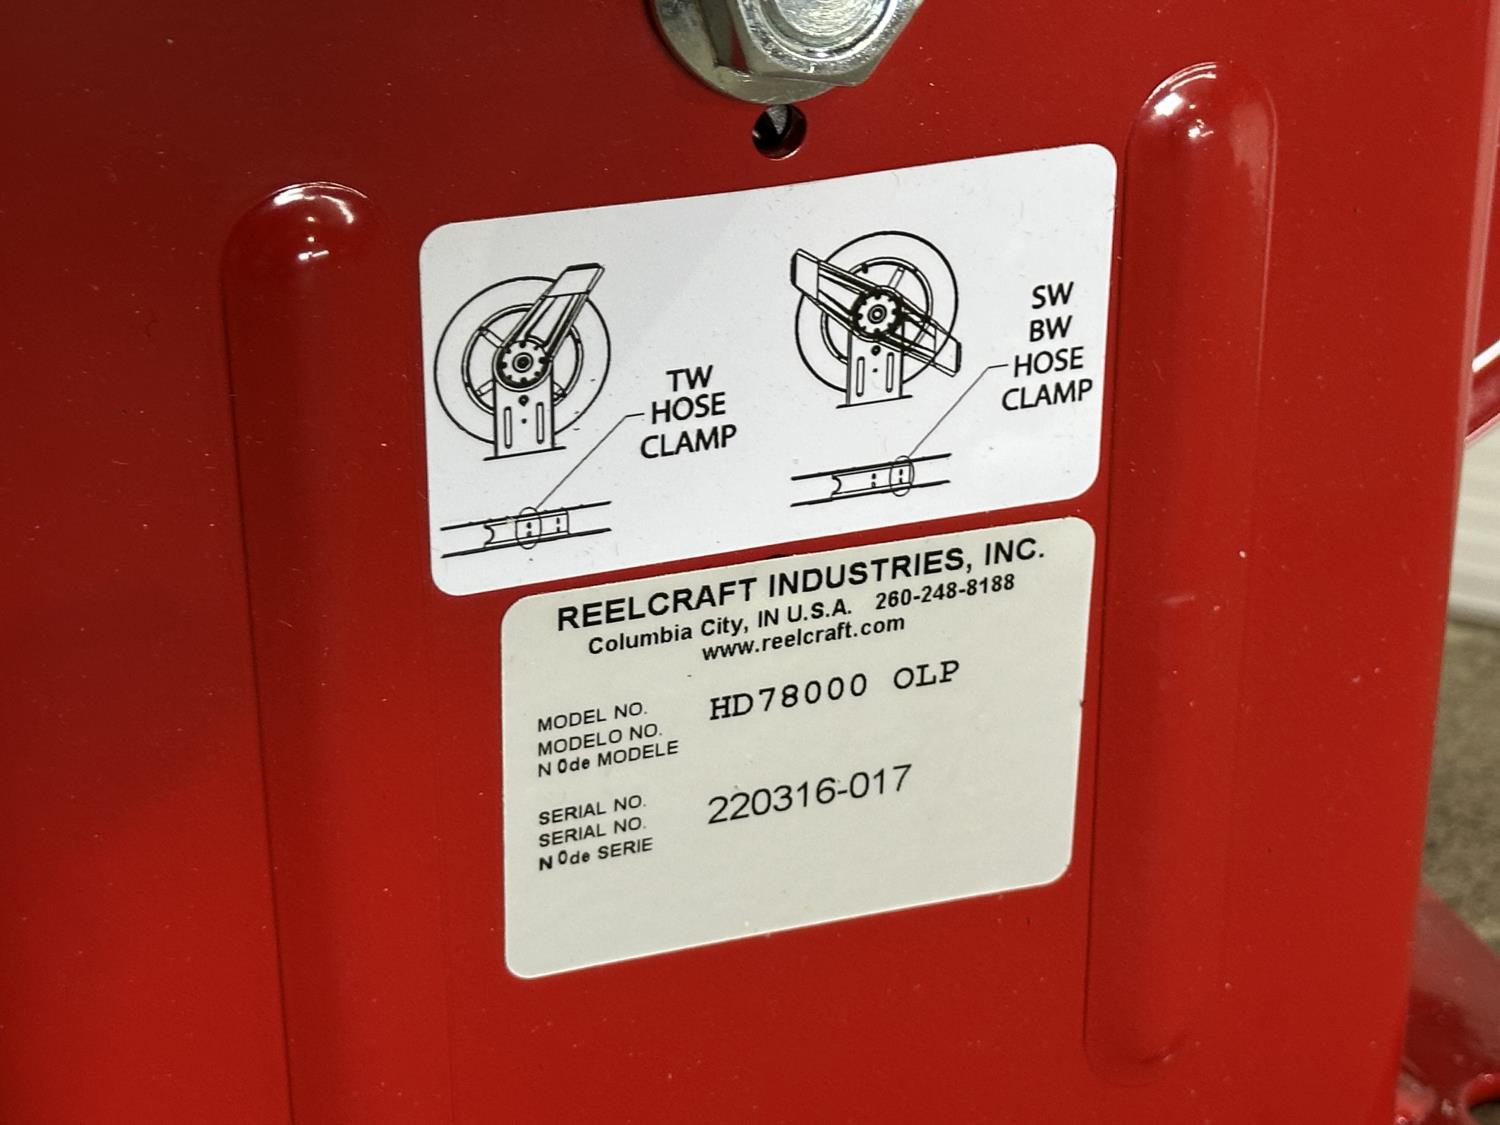 TW
HOSE
CLAMP
SW
BW
HOSE
CLAMP
REELCRAFT INDUSTRIES, INC.
Columbia City, IN U.S.A. 260-248-8188
www.reelcraft.com
MODEL NO.
MODELO NO.
N 0de MODELE
HD78000 OLP
SERIAL NO.
SERIAL NO.
N 0de SERIE
220316-017